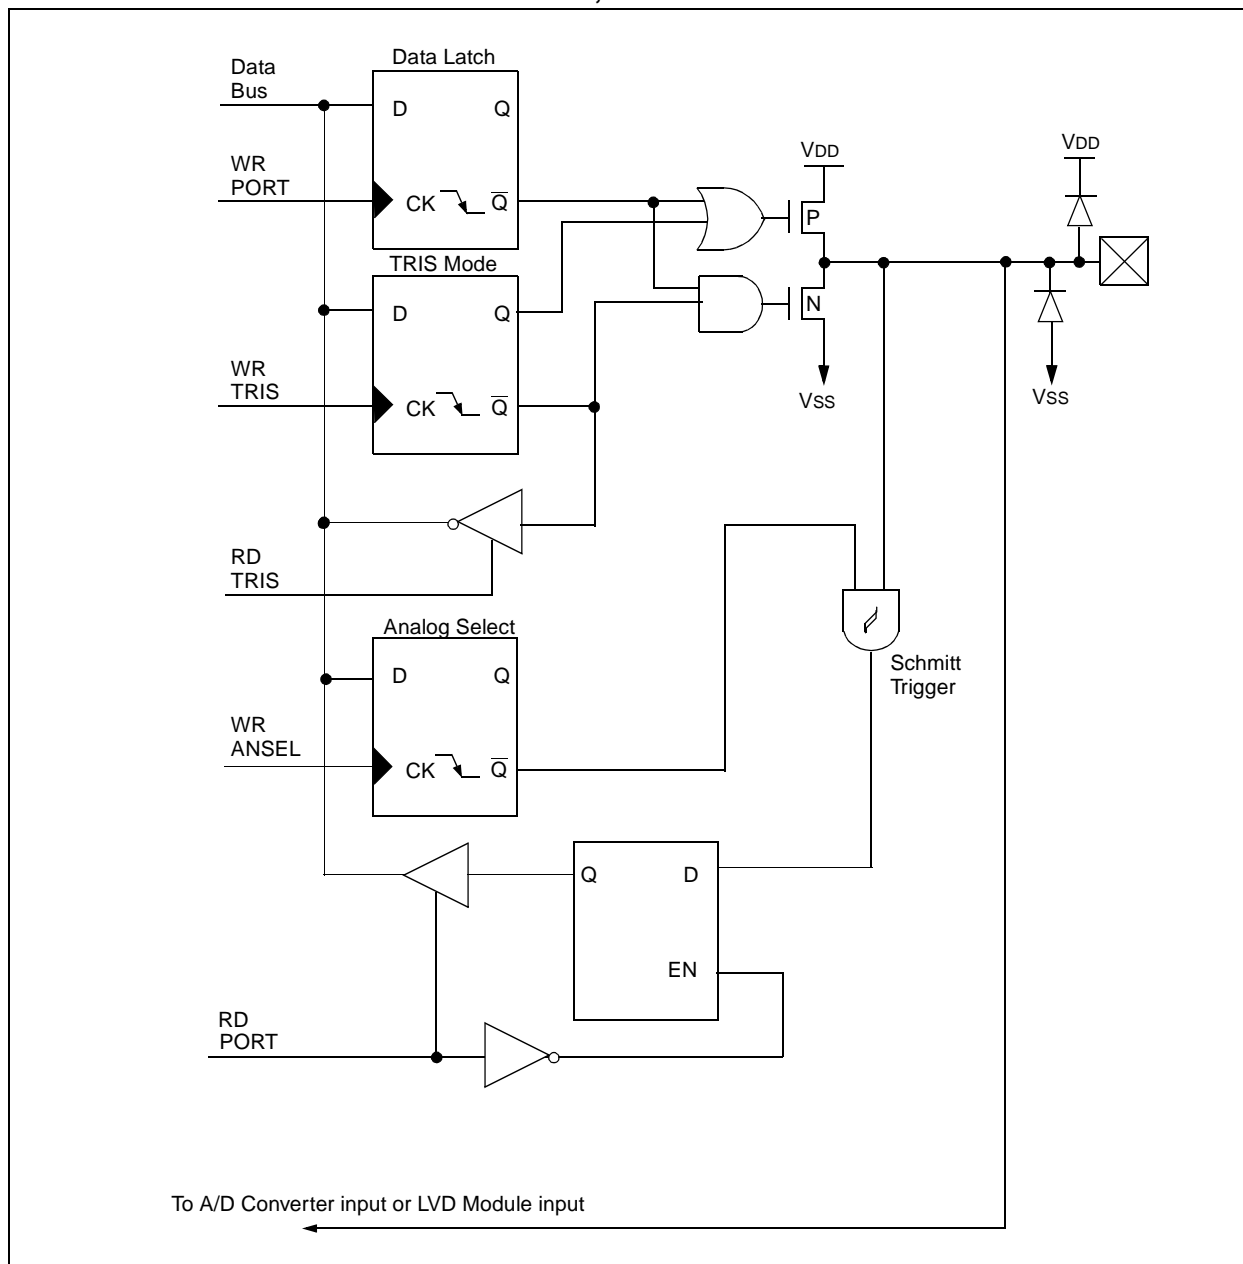 Data Latch
Data
Bus
D
Q
WR
PORT
CK
Q
VDD
VDD
P
TRIS Mode
D
Q
N
WR
TRIS
CK
Q
VSS
VSS
RD
TRIS
Analog Select
D
Q
Schmitt
Trigger
WR
ANSEL
CK
Q
Q
D
EN
RD
PORT
To A/D Converter input or LVD Module input